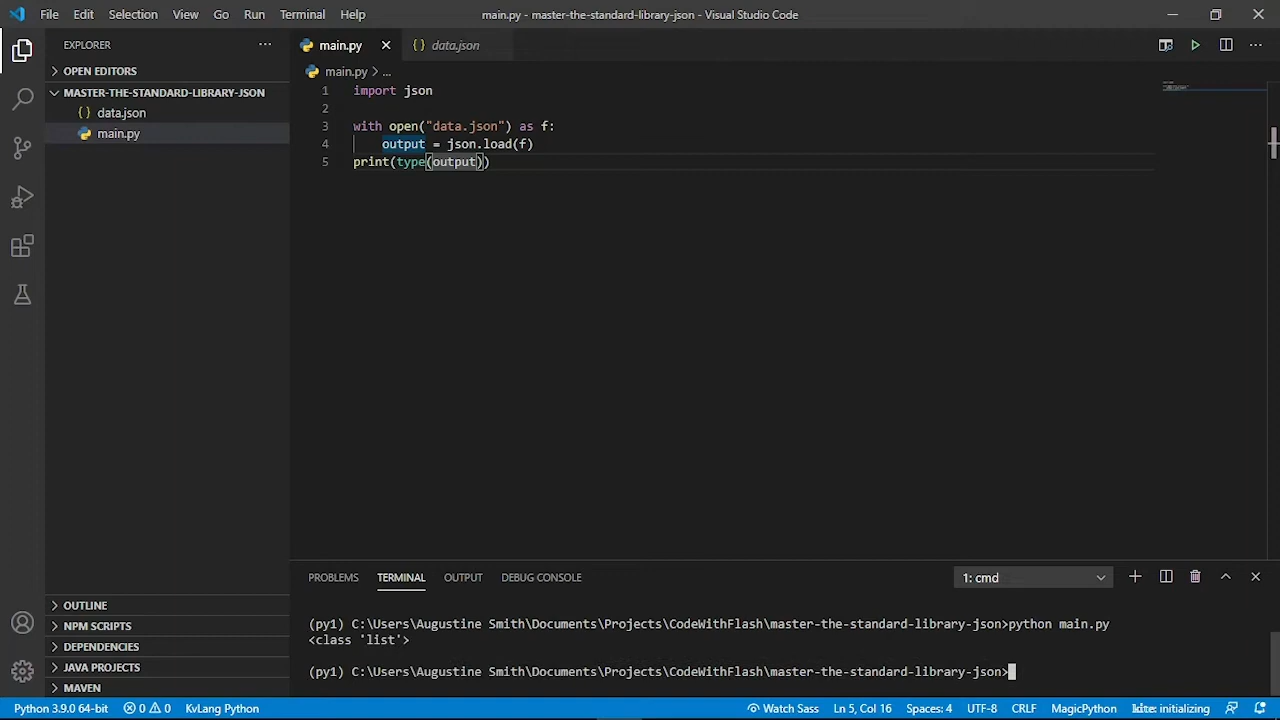 File Edit Selection View Go Run Terminal Help main.py - master-the-standard-library-json - Visual Studio Code
EXPLORER
OPEN EDITORS
MASTER-THE-STANDARD-LIBRARY-JSON
{} data.json
main.py
OUTLINE
NPM SCRIPTS
DEPENDENCIES
JAVA PROJECTS
MAVEN
main.py {} data.json
main.py > ...
1 import json
2
3 with open("data.json") as f:
4 output = json.load(f)
5 print(type(output))
PROBLEMS TERMINAL OUTPUT DEBUG CONSOLE 1: cmd
(py1) C:\Users\Augustine Smith\Documents\Projects\CodeWithFlash\master-the-standard-library-json>python main.py
<class 'list'>
(py1) C:\Users\Augustine Smith\Documents\Projects\CodeWithFlash\master-the-standard-library-json>
Python 3.9.0 64-bit 0 0 KvLang Python Watch Sass Ln 5, Col 16 Spaces: 4 UTF-8 CRLF MagicPython kite: initializing